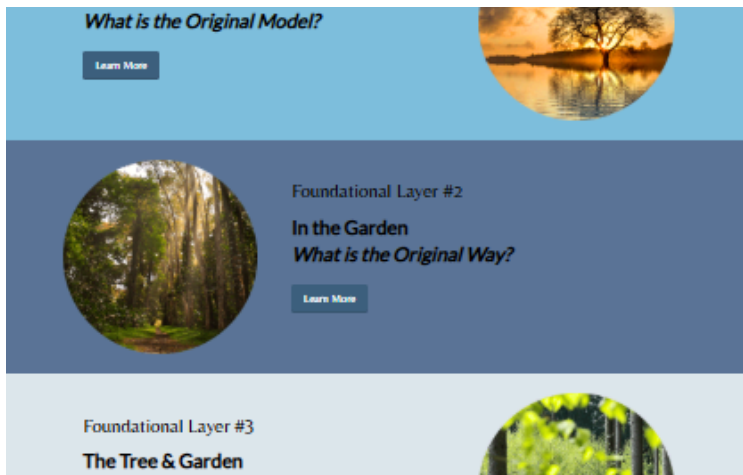 What is the Original Model?
Learn More
Foundational Layer #2
In the Garden
What is the Original Way?
Learn More
Foundational Layer #3
The Tree & Garden